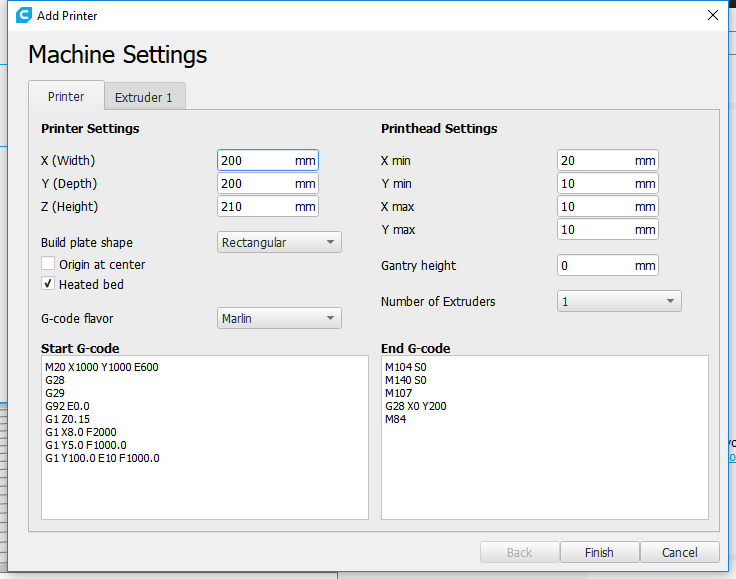 Add Printer
Machine Settings
Printer
Extruder 1
Printer Settings
X (Width) 200 mm
Y (Depth) 200 mm
Z (Height) 210 mm
Build plate shape Rectangular
Origin at center
Heated bed
G-code flavor Marlin
Printhead Settings
X min 20 mm
Y min 10 mm
X max 10 mm
Y max 10 mm
Gantry height 0 mm
Number of Extruders 1
Start G-code
M20 X1000 Y1000 E600
G28
G29
G92 E0.0
G1 Z0.15
G1 X8.0 F2000
G1 Y5.0 F1000.0
G1 Y100.0 E10 F1000.0
End G-code
M104 S0
M140 S0
M107
G28 X0 Y200
M84
Back
Finish
Cancel